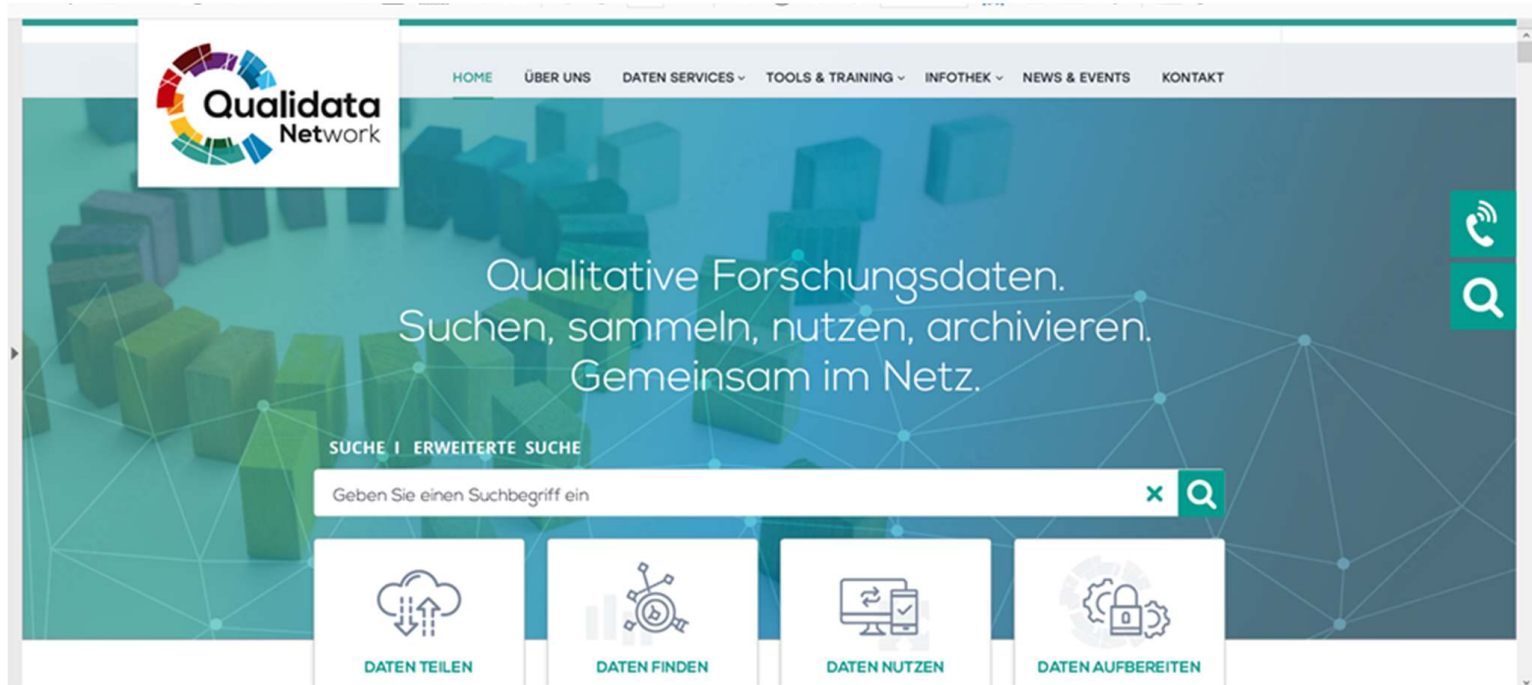 Qualidata
Network
HOME ÜBER UNS DATEN SERVICES TOOLS & TRAINING INFOTHEK NEWS & EVENTS KONTAKT
Qualitative Forschungsdaten.
Suchen, sammeln, nutzen, archivieren.
Gemeinsam im Netz.
SUCHE I ERWEITERTE SUCHE
Geben Sie einen Suchbegriff ein
DATEN TEILEN DATEN FINDEN DATEN NUTZEN DATEN AUFBEREITEN